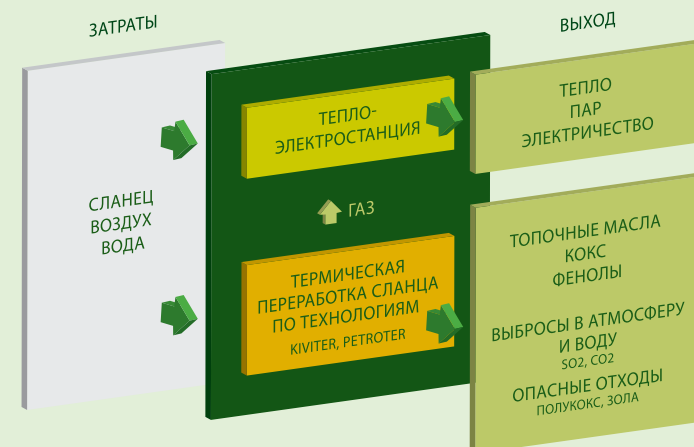 ЗАТРАТЫ
ВЫХОД
СЛАНЕЦ
ВОЗДУХ
ВОДА
ТЕПЛО-
ЭЛЕКТРОСТАНЦИЯ
ГАЗ
ТЕРМИЧЕСКАЯ
ПЕРЕРАБОТКА СЛАНЦА
ПО ТЕХНОЛОГИЯМ
KIVITER, PETROTER
ТЕПЛО
ПАР
ЭЛЕКТРИЧЕСТВО
ТОПОЧНЫЕ МАСЛА
КОКС
ФЕНОЛЫ
ВЫБРОСЫ В АТМОСФЕРУ
И ВОДУ
SO2, CO2
ОПАСНЫЕ ОТХОДЫ
ПОЛУКОКС, ЗОЛА